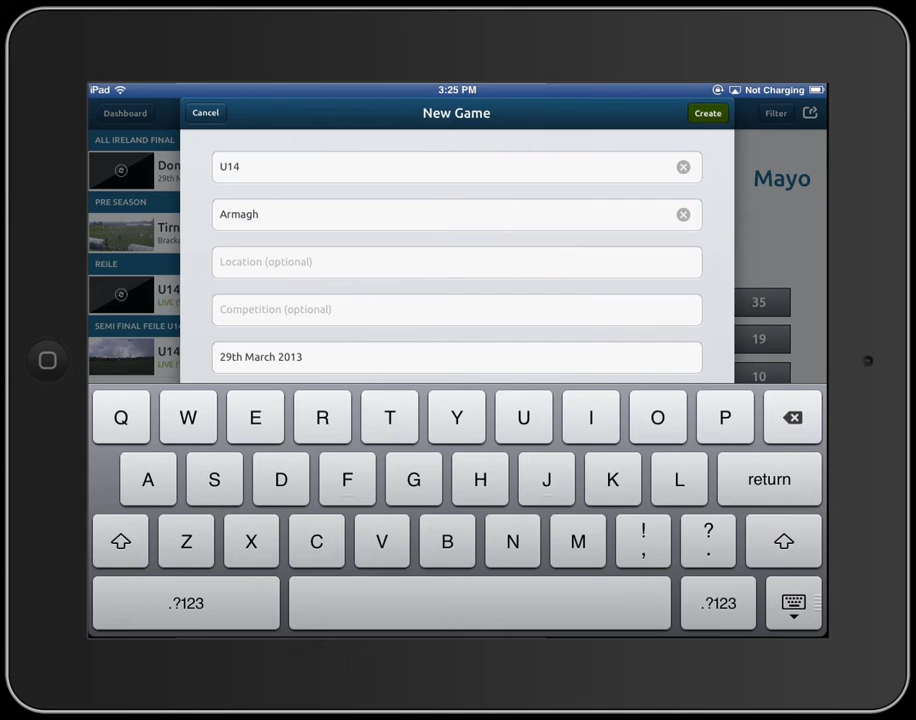 iPad 3:25 PM Not Charging
Dashboard Cancel New Game Create Filter
ALL IRELAND FINAL
Don
29th M
U14
Mayo
PRE SEASON
Armagh
Tirn
Bracka
REILE
Location (optional)
U14
LIVE
35
Competition (optional)
SEMI FINAL FEILE U14
19
U14
LIVE
29th March 2013
10
Q W E R T Y U I O P
A S D F G H J K L return
Z X C V B N M ! , ? .
.?123 .?123